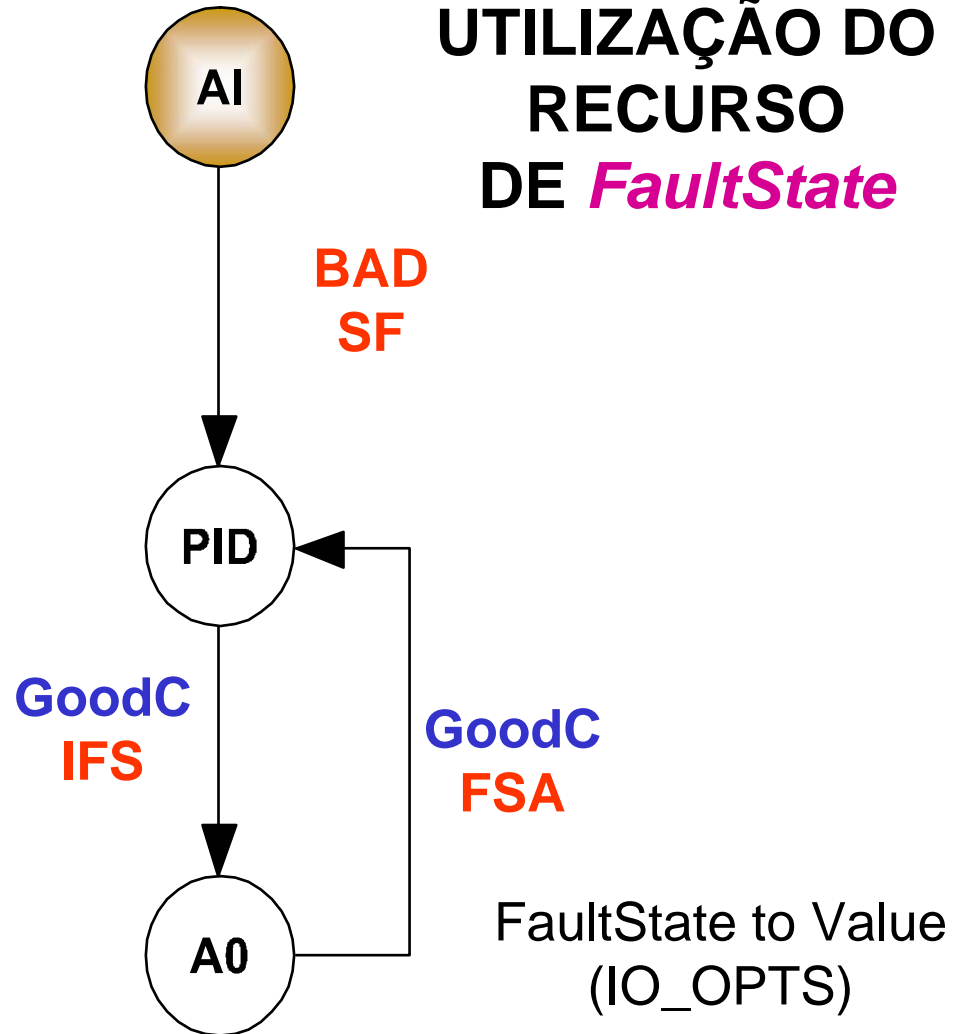 UTILIZAÇÃO DO
RECURSO
DE FaultState
AI
BAD
SF
PID
GoodC
IFS
GoodC
FSA
A0
FaultState to Value
(IO_OPTS)